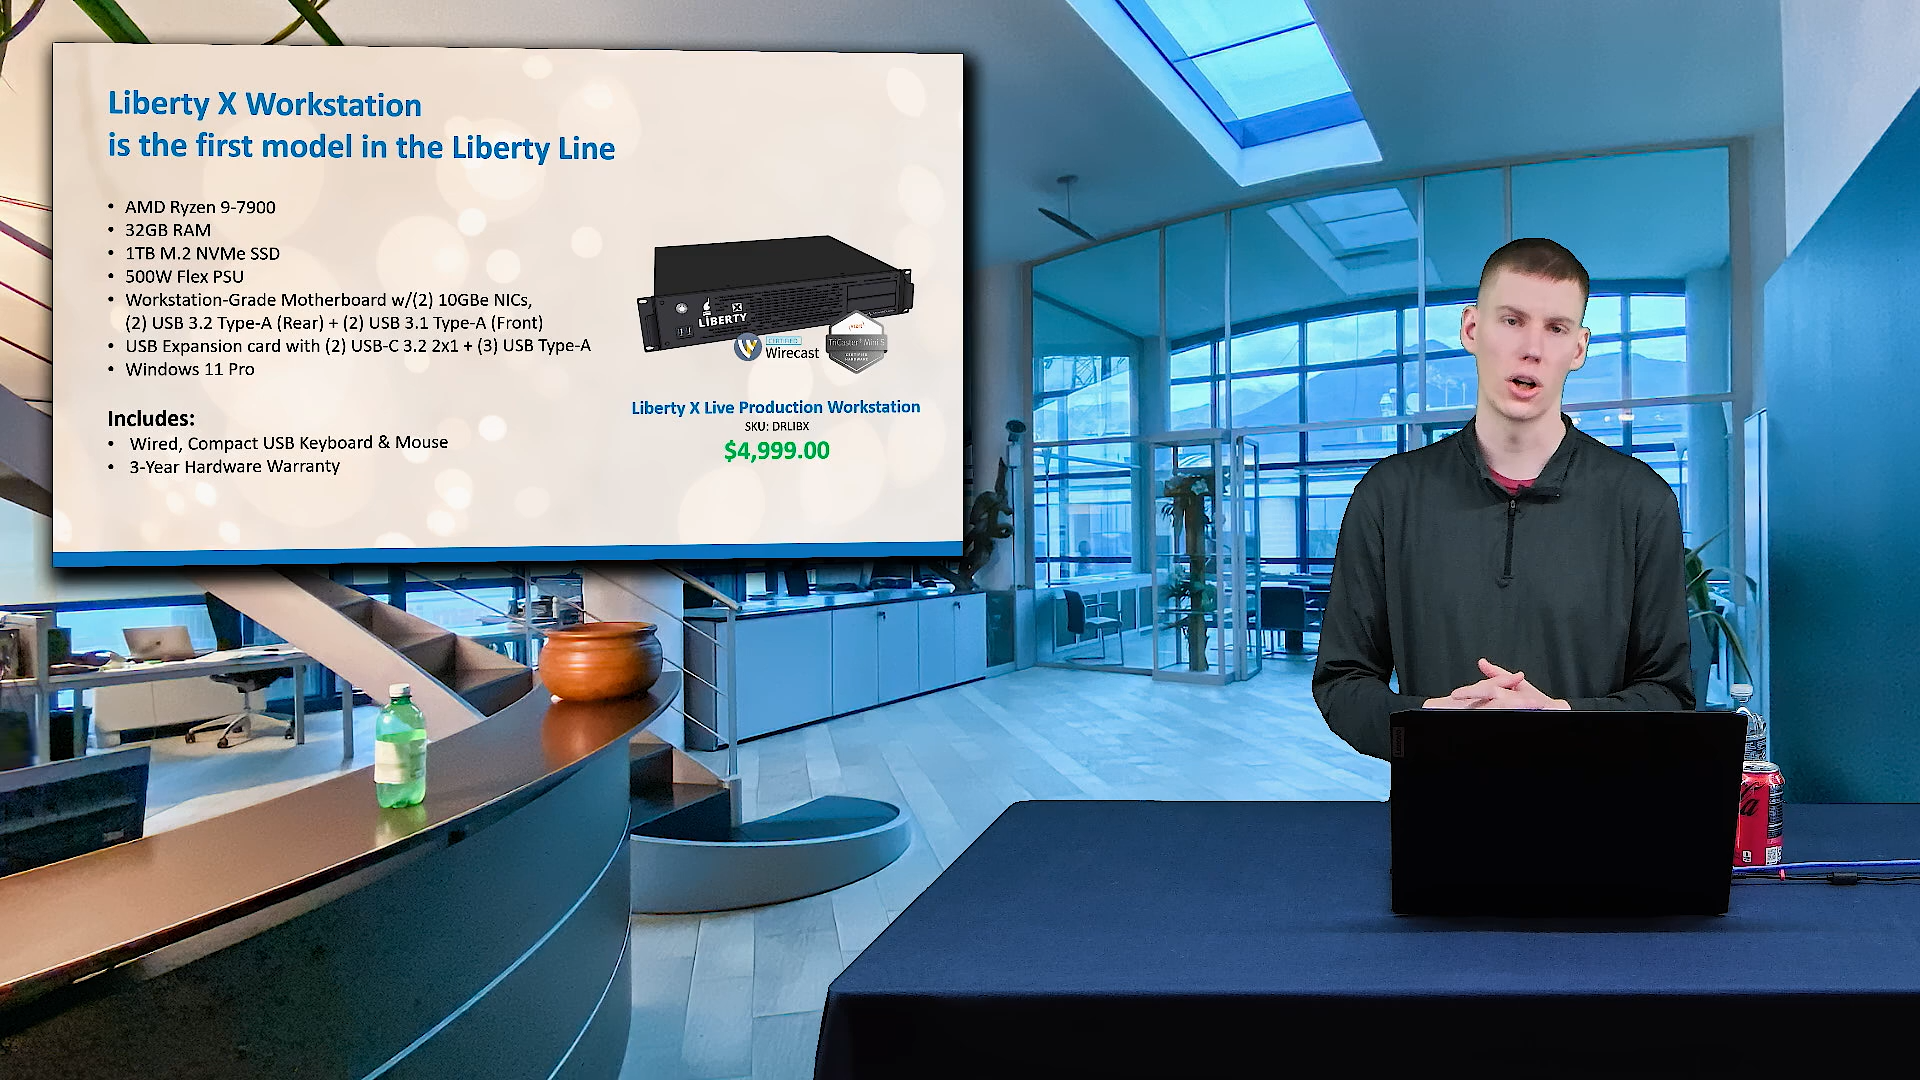 Liberty X Workstation
is the first model in the Liberty Line
• AMD Ryzen 9-7900
• 32GB RAM
• 1TB M.2 NVMe SSD
• 500W Flex PSU
• Workstation-Grade Motherboard w/(2) 10GBe NICs,
(2) USB 3.2 Type-A (Rear) + (2) USB 3.1 Type-A (Front)
• USB Expansion card with (2) USB-C 3.2 2x1 + (3) USB Type-A
• Windows 11 Pro
Includes:
• Wired, Compact USB Keyboard & Mouse
• 3-Year Hardware Warranty
X
LIBERTY
CERTIFIED
Wirecast
TriCaster® Mini S
CERTIFIED
HARDWARE
Liberty X Live Production Workstation
SKU: DRLIBX
$4,999.00